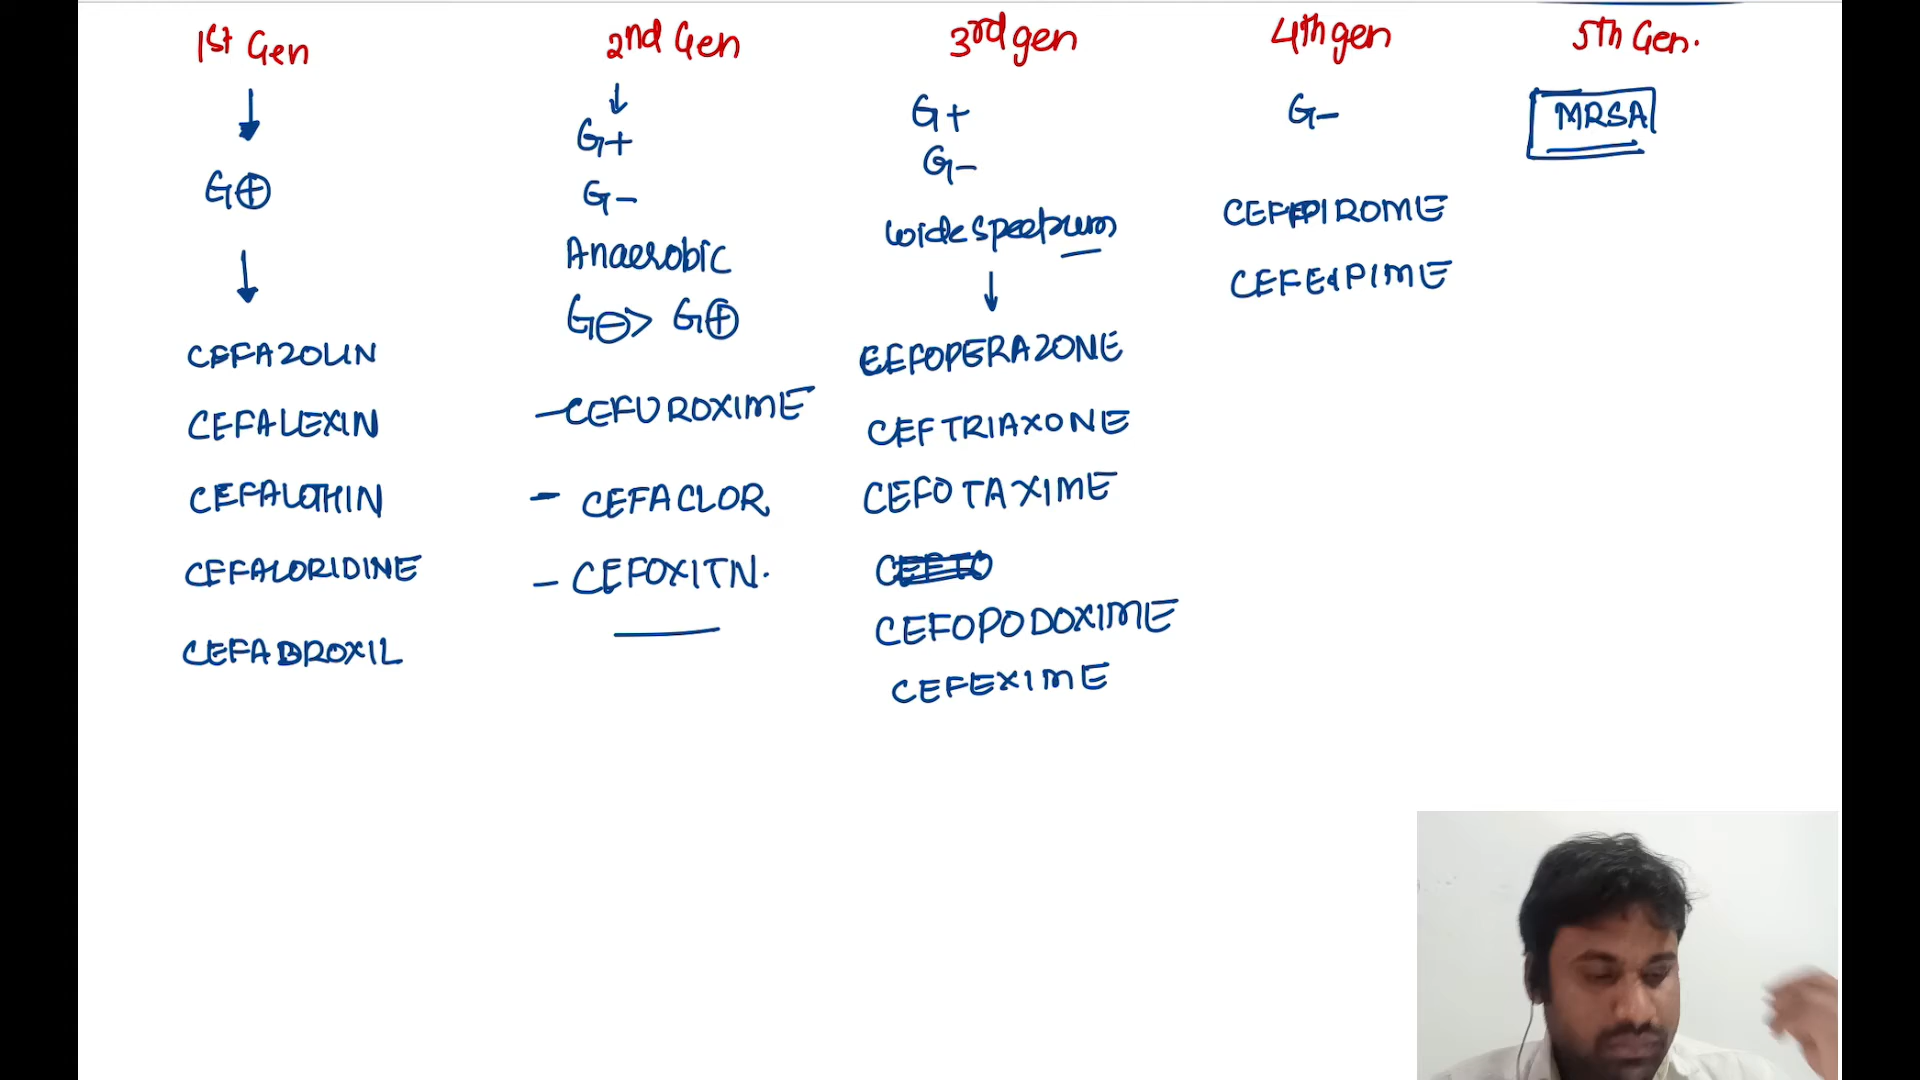 1st Gen
G⊕
CEFAZOLIN
CEFALEXIN
CEFALOTHIN
CEFALORIDINE
CEFADROXIL
2nd Gen
G+
G-
Anaerobic
G⊖> G⊕
-CEFUROXIME
- CEFACLOR
- CEFOXITN.
3rd gen
G+
G-
wide spectrum
CEFOPERAZONE
CEFTRIAXONE
CEFOTAXIME
CEFOPODOXIME
CEFEXIME
4th gen
G-
CEFPIROME
CEFEPIME
5th Gen.
MRSA